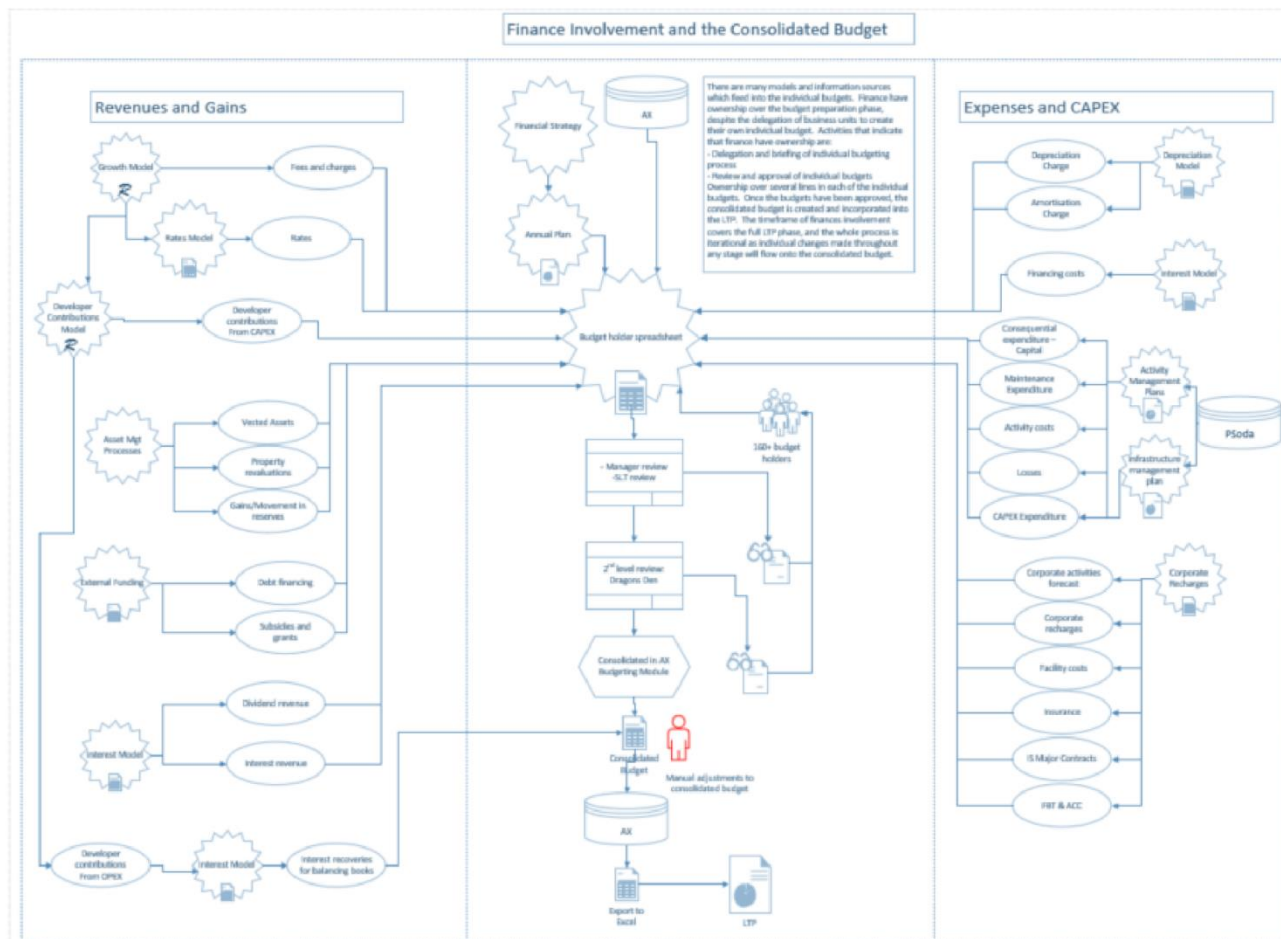 Finance Involvement and the Consolidated Budget
Revenues and Gains
Growth Model
R
Fees and charges
Rates Model
Rates
Developer
Contributions
Model
R
Developer
contributions
From CAPEX
Asset Mgt
Processes
Vested Assets
Property
revaluations
Gains/Movement in
reserves
External Funding
Debt financing
Subsidies and
grants
Interest Model
Dividend revenue
Interest revenue
Developer
contributions
From OPEX
Interest Model
Interest recoveries
for balancing books
Financial Strategy
AX
Annual Plan
There are many models and information sources
which feed into the individual budgets. Finance have
ownership over the budget preparation phase,
despite the delegation of business units to create
their own individual budget. Activities that indicate
that finance have ownership are:
- Delegation and briefing of individual budgeting
process
- Review and approval of individual budgets
Ownership over several lines in each of the individual
budgets. Once the budgets have been approved, the
consolidated budget is created and incorporated into
the LTP. The timeframe of finances involvement
covers the full LTP phase, and the whole process is
iterational as individual changes made throughout
any stage will flow onto the consolidated budget.
Budget holder spreadsheet
160+ budget
holders
- Manager review
-SLT review
2nd level review:
Dragons Den
Consolidated in AX
Budgeting Module
Consolidated
Budget
Manual adjustments to
consolidated budget
AX
Export to
Excel
LTP
Expenses and CAPEX
Depreciation
Charge
Depreciation
Model
Amortisation
Charge
Financing costs
Interest Model
Consequential
expenditure –
Capital
Maintenance
Expenditure
Activity
Management
Plans
Activity costs
PSoda
Losses
Infrastructure
management
plan
CAPEX Expenditure
Corporate activities
forecast
Corporate
Recharges
Corporate
recharges
Facility costs
Insurance
IS Major Contracts
FBT & ACC